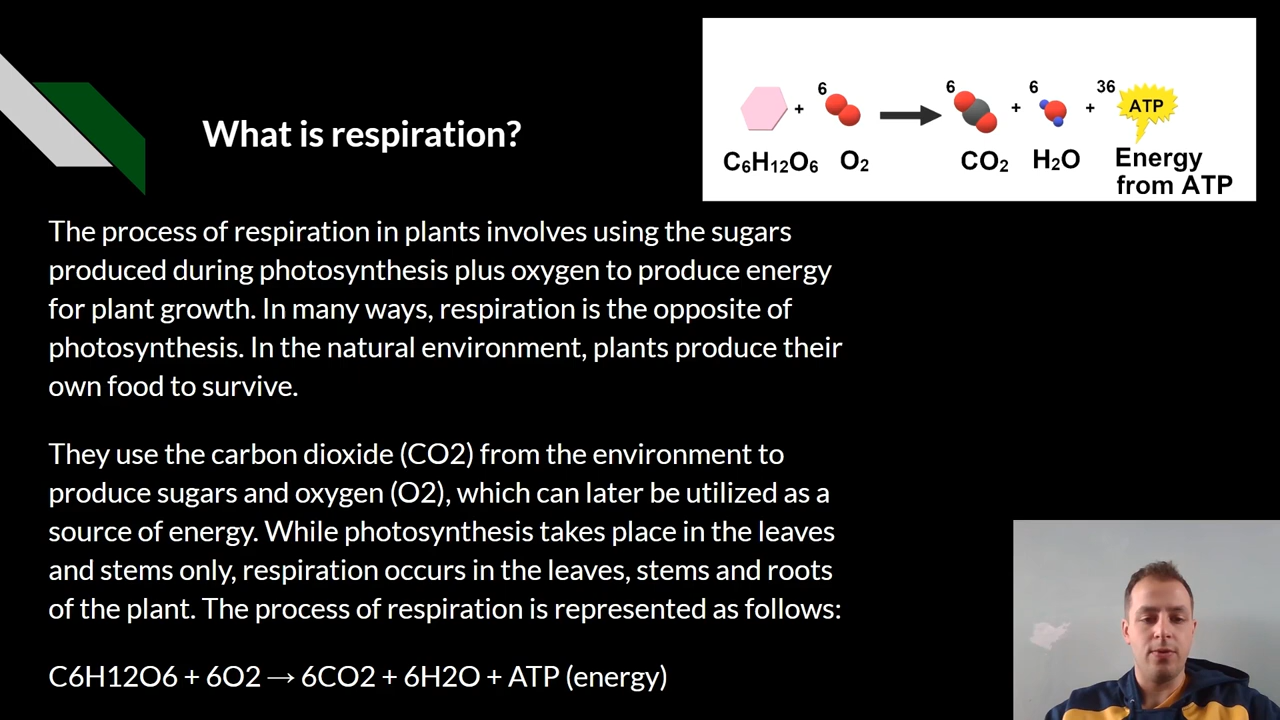 What is respiration?
6 6 6 36
+ + + ATP
C₆H₁₂O₆ O₂ CO₂ H₂O Energy
from ATP
The process of respiration in plants involves using the sugars
produced during photosynthesis plus oxygen to produce energy
for plant growth. In many ways, respiration is the opposite of
photosynthesis. In the natural environment, plants produce their
own food to survive.
They use the carbon dioxide (CO2) from the environment to
produce sugars and oxygen (O2), which can later be utilized as a
source of energy. While photosynthesis takes place in the leaves
and stems only, respiration occurs in the leaves, stems and roots
of the plant. The process of respiration is represented as follows:
C6H12O6 + 6O2 → 6CO2 + 6H2O + ATP (energy)